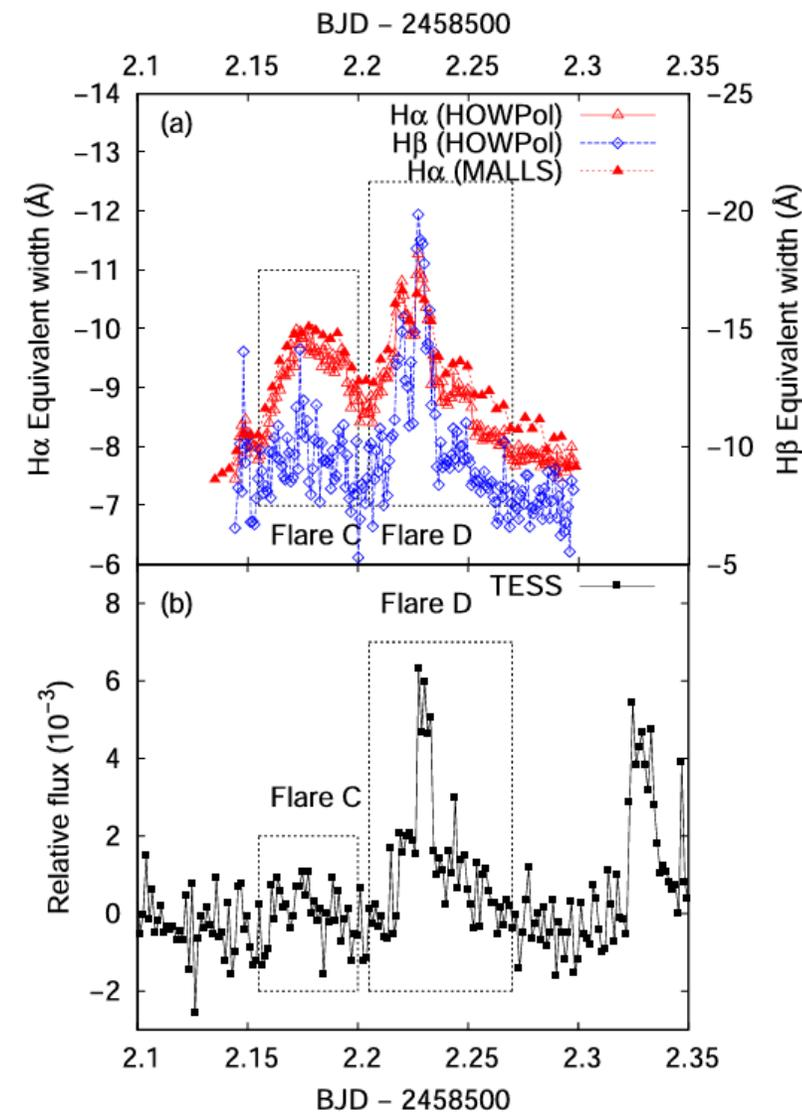 BJD − 2458500
2.1 2.15 2.2 2.25 2.3 2.35
−14 −25
(a) Hα (HOWPol)
−13 Hβ (HOWPol)
Hα (MALLS)
−12 −20
−11
−10 −15
−9
−8 −10
−7
Flare C Flare D
−6 −5
Hα Equivalent width (Å)
Hβ Equivalent width (Å)
(b) TESS
8 Flare D
6
4
Flare C
2
0
−2
Relative flux (10⁻³)
2.1 2.15 2.2 2.25 2.3 2.35
BJD − 2458500